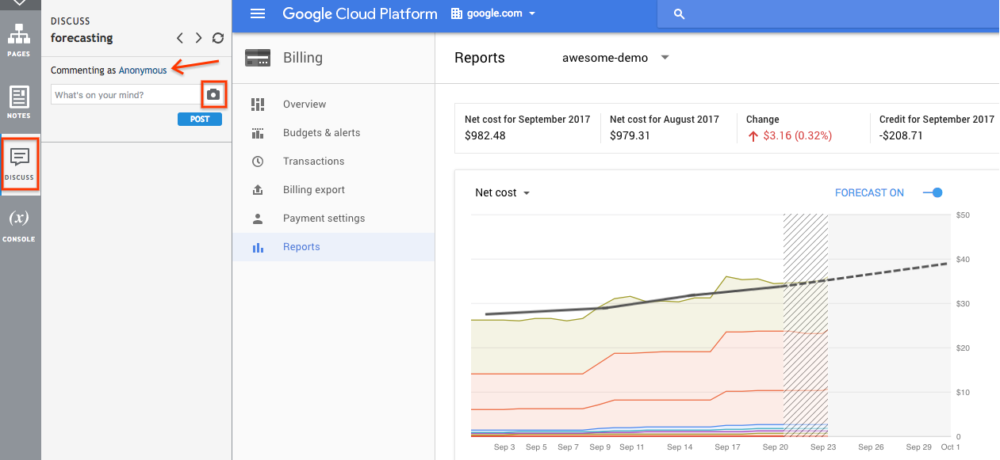 PAGES
NOTES
DISCUSS
(x)
CONSOLE
DISCUSS
forecasting
Commenting as Anonymous
What's on your mind?
POST
Google Cloud Platform google.com
Billing
Overview
Budgets & alerts
Transactions
Billing export
Payment settings
Reports
Reports awesome-demo
Net cost for September 2017 Net cost for August 2017 Change Credit for September 2017
$982.48 $979.31 $3.16 (0.32%) -$208.71
Net cost FORECAST ON
$50
$40
$30
$20
$10
0
Sep 3 Sep 5 Sep 7 Sep 9 Sep 11 Sep 14 Sep 17 Sep 20 Sep 23 Sep 26 Sep 29 Oct 1